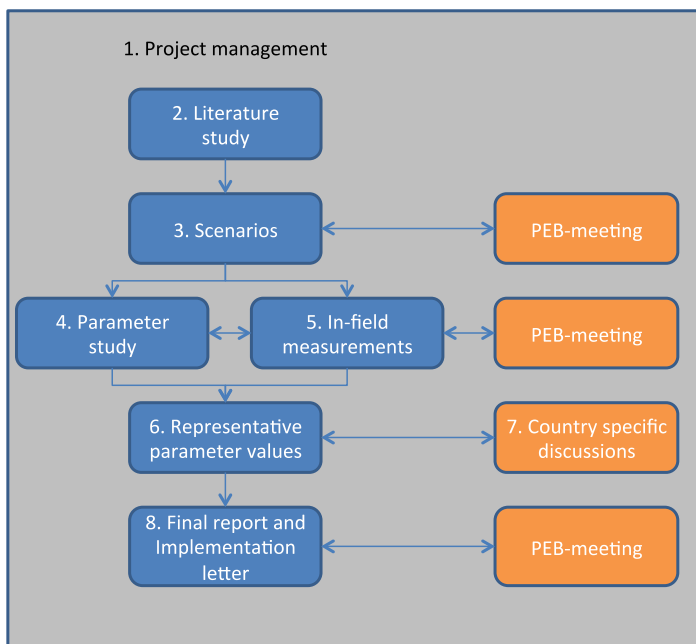 1. Project management
2. Literature
study
3. Scenarios
PEB-meeting
4. Parameter
study
5. In-field
measurements
PEB-meeting
6. Representative
parameter values
7. Country specific
discussions
8. Final report and
Implementation
letter
PEB-meeting